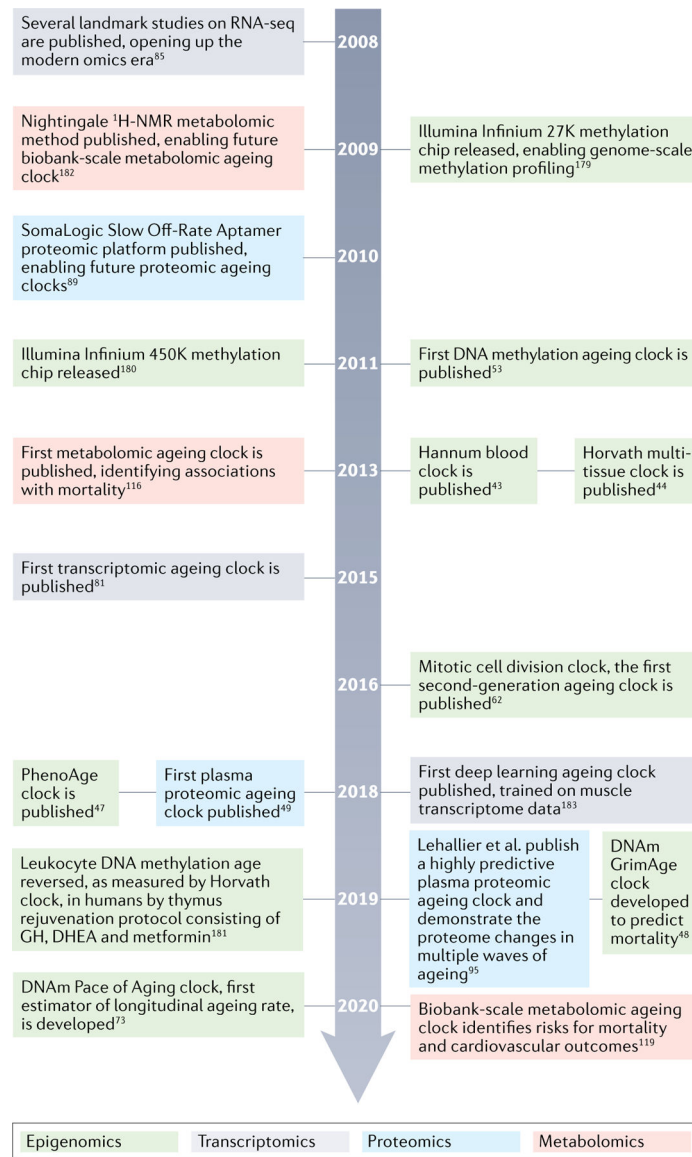 Several landmark studies on RNA-seq
are published, opening up the
modern omics era85
2008
Nightingale 1H-NMR metabolomic
method published, enabling future
biobank-scale metabolomic ageing
clock182
2009
Illumina Infinium 27K methylation
chip released, enabling genome-scale
methylation profiling179
SomaLogic Slow Off-Rate Aptamer
proteomic platform published,
enabling future proteomic ageing
clocks89
2010
Illumina Infinium 450K methylation
chip released180
2011
First DNA methylation ageing clock is
published53
First metabolomic ageing clock is
published, identifying associations
with mortality116
2013
Hannum blood
clock is
published43
Horvath multi-
tissue clock is
published44
First transcriptomic ageing clock is
published81
2015
2016
Mitotic cell division clock, the first
second-generation ageing clock is
published62
PhenoAge
clock is
published47
First plasma
proteomic ageing
clock published49
2018
First deep learning ageing clock
published, trained on muscle
transcriptome data183
Leukocyte DNA methylation age
reversed, as measured by Horvath
clock, in humans by thymus
rejuvenation protocol consisting of
GH, DHEA and metformin181
2019
Lehallier et al. publish
a highly predictive
plasma proteomic
ageing clock and
demonstrate the
proteome changes in
multiple waves of
ageing95
DNAm
GrimAge
clock
developed
to predict
mortality48
DNAm Pace of Aging clock, first
estimator of longitudinal ageing rate,
is developed73
2020
Biobank-scale metabolomic ageing
clock identifies risks for mortality
and cardiovascular outcomes119
Epigenomics
Transcriptomics
Proteomics
Metabolomics